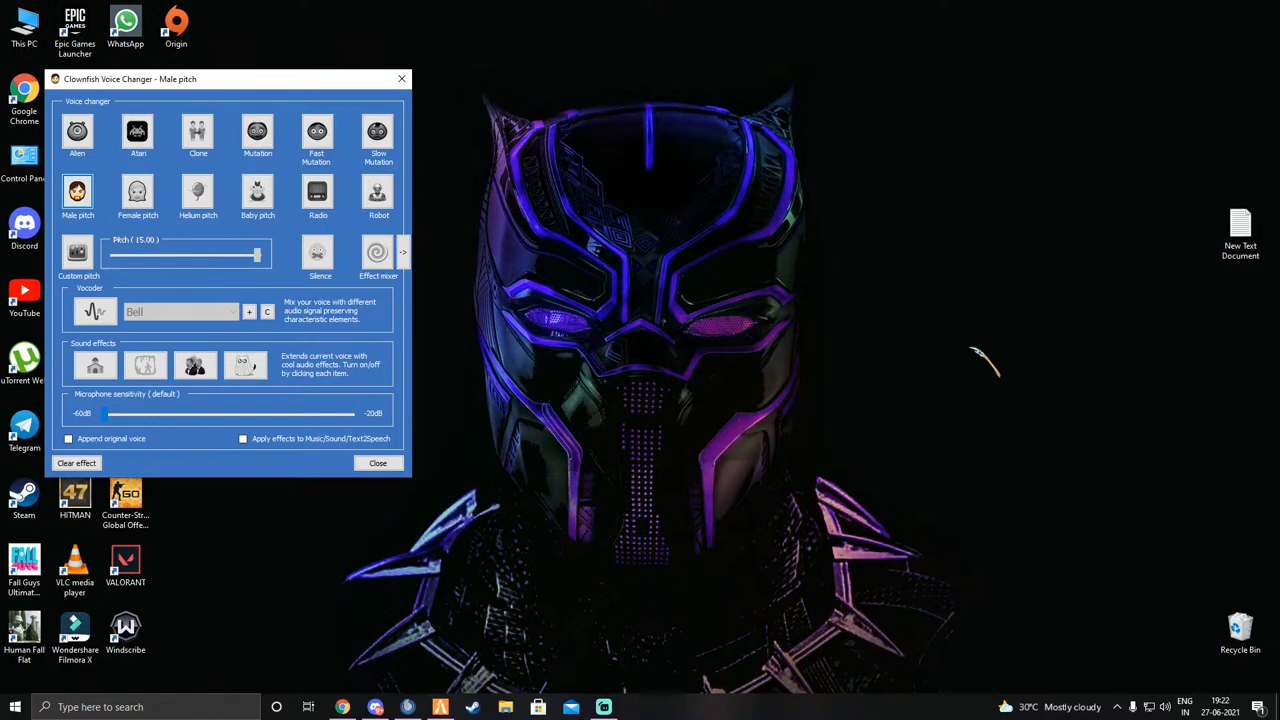 This PC
Epic Games
Launcher
WhatsApp
Origin
Google
Chrome
Control Pane
Discord
YouTube
uTorrent We
Telegram
Steam
HITMAN
47
Counter-Str...
Global Offe...
GO
Fall Guys
Ultimat...
VLC media
player
VALORANT
Human Fall
Flat
Wondershare
Filmora X
Windscribe
New Text
Document
Recycle Bin
Clownfish Voice Changer - Male pitch
Voice changer
Alien
Atari
Clone
Mutation
Fast
Mutation
Slow
Mutation
Male pitch
Female pitch
Helium pitch
Baby pitch
Radio
Robot
Custom pitch
Pitch ( 15.00 )
Silence
Effect mixer
->
Vocoder
Bell
+
C
Mix your voice with different
audio signal preserving
characteristic elements.
Sound effects
Extends current voice with
cool audio effects. Turn on/off
by clicking each item.
Microphone sensitivity ( default )
-60dB
-20dB
Append original voice
Apply effects to Music/Sound/Text2Speech
Clear effect
Close
Type here to search
30°C Mostly cloudy
ENG
IN
19:22
27-06-2021